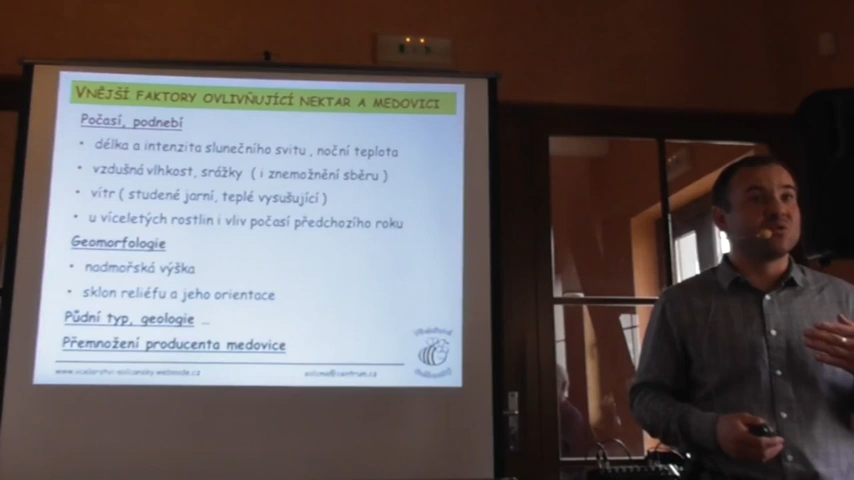 VNĚJŠÍ FAKTORY OVLIVŇUJÍCÍ NEKTAR A MEDOVICI
Počasí, podnebí
• délka a intenzita slunečního svitu , noční teplota
• vzdušná vlhkost, srážky ( i znemožnění sběru )
• vítr ( studené jarní, teplé vysušující )
• u víceletých rostlin i vliv počasí předchozího roku
Geomorfologie
• nadmořská výška
• sklon reliéfu a jeho orientace
Půdní typ, geologie ...
Přemnožení producenta medovice